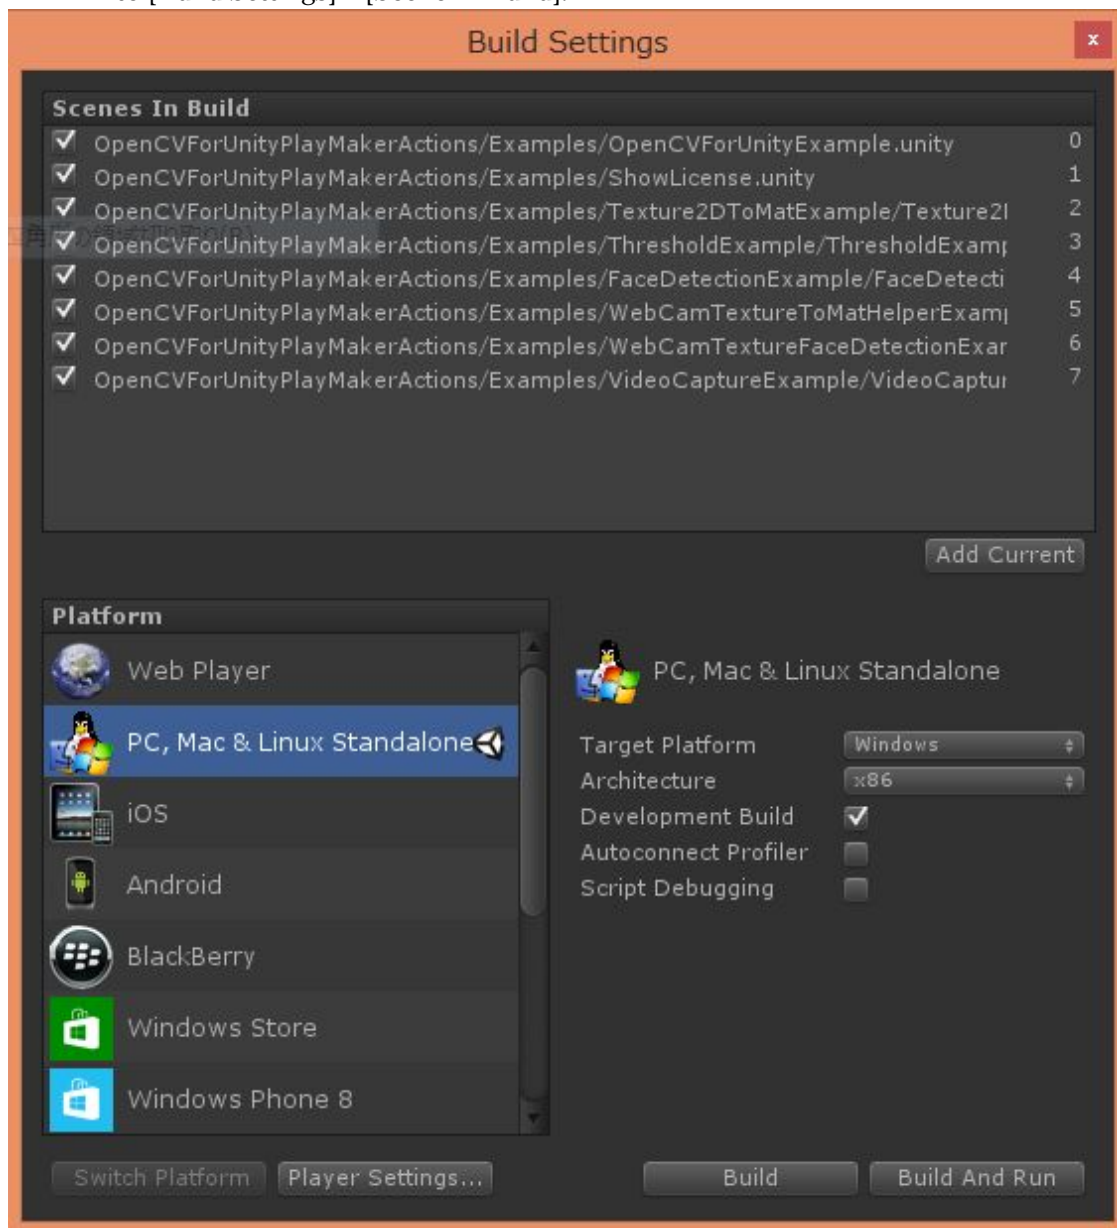 Build Settings
x
Scenes In Build
OpenCVForUnityPlayMakerActions/Examples/OpenCVForUnityExample.unity 0
OpenCVForUnityPlayMakerActions/Examples/ShowLicense.unity 1
OpenCVForUnityPlayMakerActions/Examples/Texture2DToMatExample/Texture2 2
OpenCVForUnityPlayMakerActions/Examples/ThresholdExample/ThresholdExam 3
OpenCVForUnityPlayMakerActions/Examples/FaceDetectionExample/FaceDetecti 4
OpenCVForUnityPlayMakerActions/Examples/WebCamTextureToMatHelperExam 5
OpenCVForUnityPlayMakerActions/Examples/WebCamTextureFaceDetectionExar 6
OpenCVForUnityPlayMakerActions/Examples/VideoCaptureExample/VideoCaptur 7
Add Current
Platform
Web Player
PC, Mac & Linux Standalone
iOS
Android
BlackBerry
Windows Store
Windows Phone 8
PC, Mac & Linux Standalone
Target Platform Windows
Architecture x86
Development Build
Autoconnect Profiler
Script Debugging
Switch Platform Player Settings... Build Build And Run